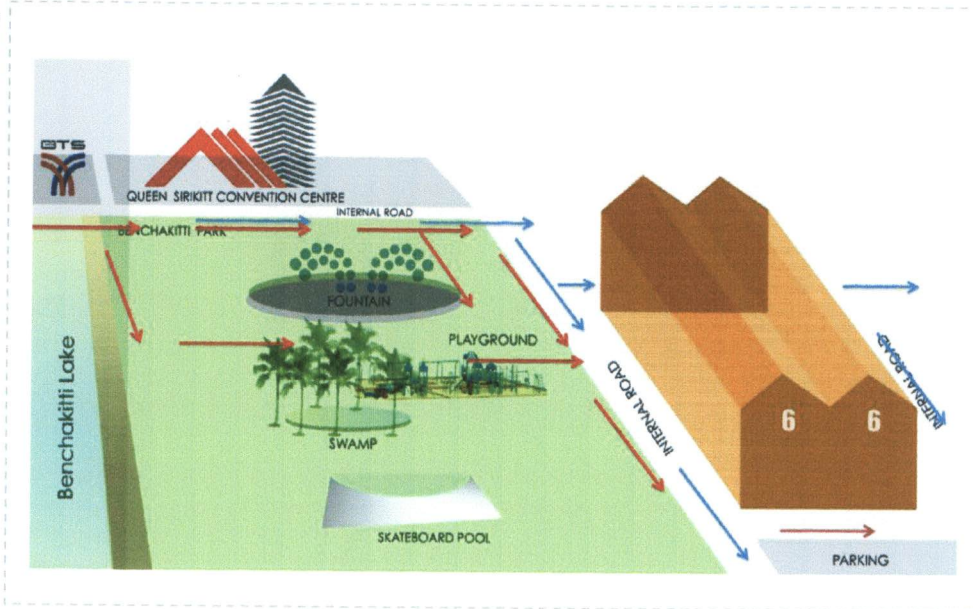 BTS
QUEEN SIRIKITT CONVENTION CENTRE
INTERNAL ROAD
BENCHAKITTI PARK
FOUNTAIN
PLAYGROUND
Benchakitti Lake
SWAMP
SKATEBOARD POOL
INTERNAL ROAD
INTERNAL ROAD
6
6
PARKING